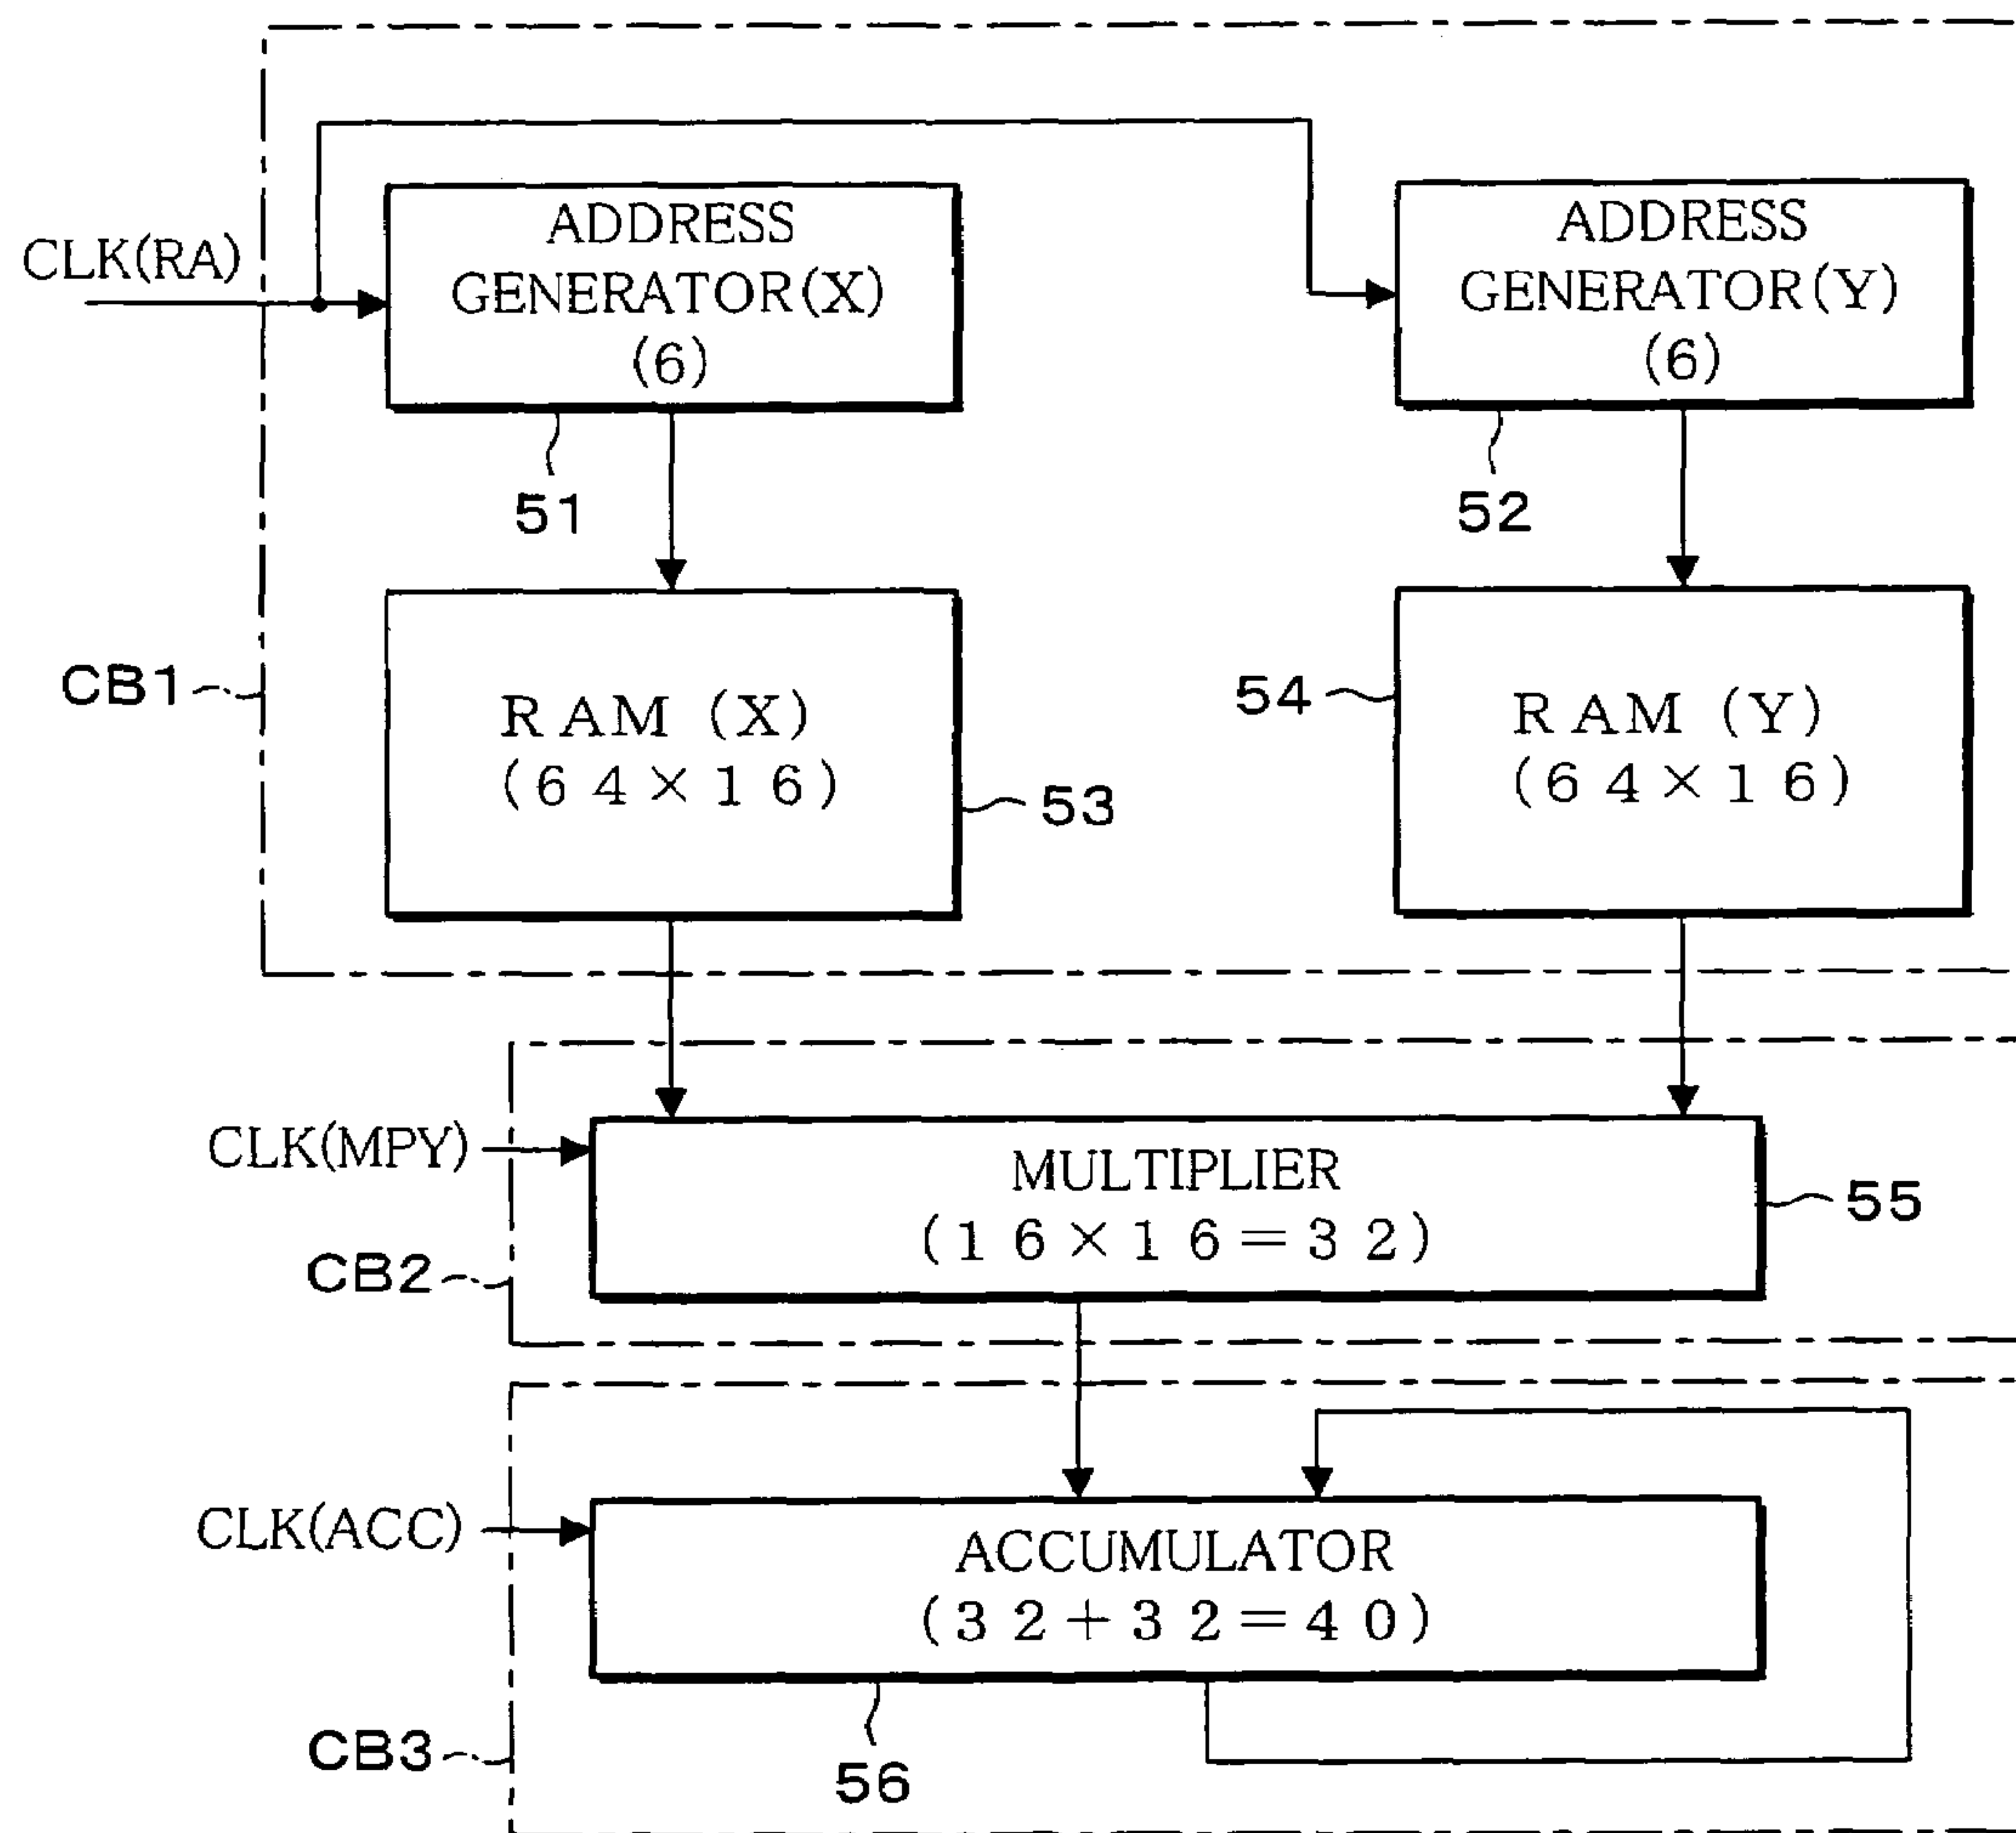 CLK(RA)
ADDRESS
GENERATOR(X)
(6)
51
ADDRESS
GENERATOR(Y)
(6)
52
CB1
RAM (X)
(64×16)
53
54
RAM (Y)
(64×16)
CLK(MPY)
MULTIPLIER
(16×16=32)
55
CB2
CLK(ACC)
ACCUMULATOR
(32+32=40)
56
CB3